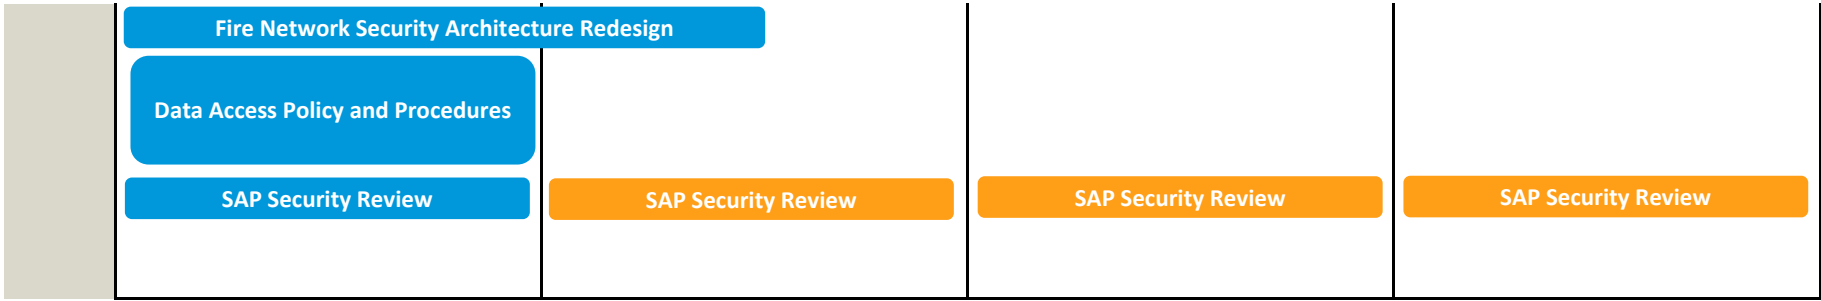 Fire Network Security Architecture Redesign
Data Access Policy and Procedures
SAP Security Review
SAP Security Review
SAP Security Review
SAP Security Review